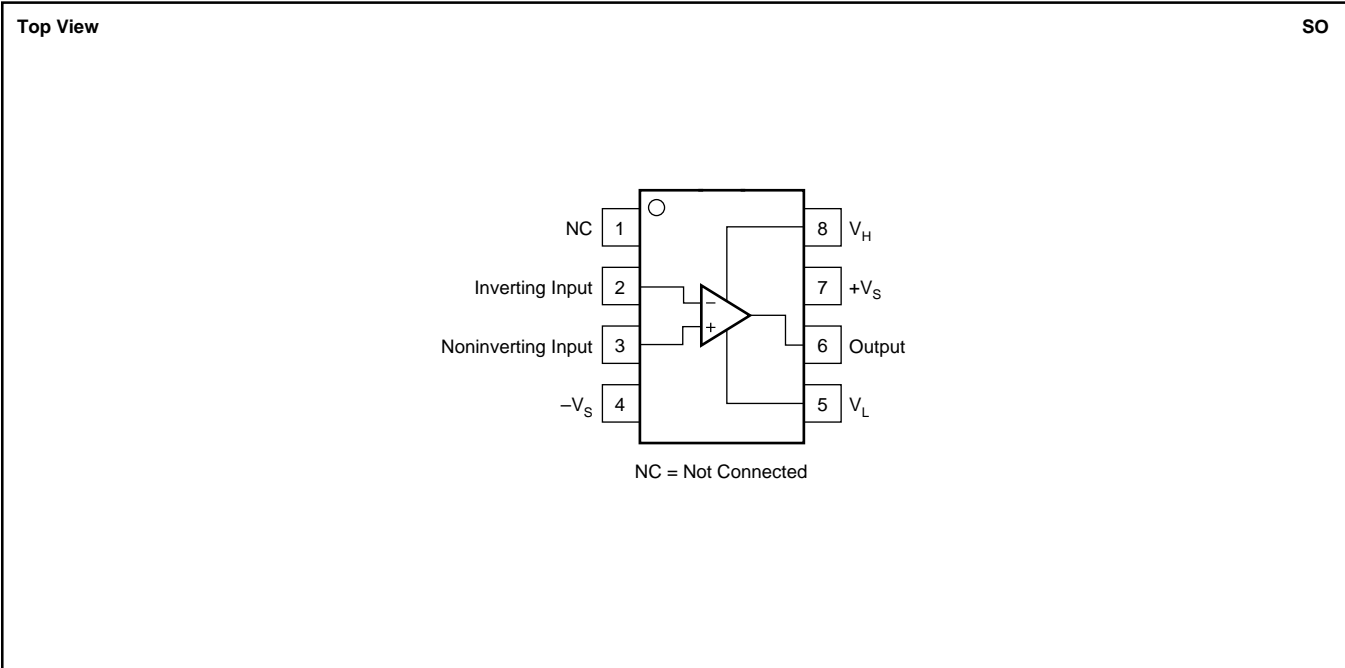 Top View
SO
NC 1
8 V_H
Inverting Input 2
7 +V_S
−
+
Noninverting Input 3
6 Output
–V_S 4
5 V_L
NC = Not Connected